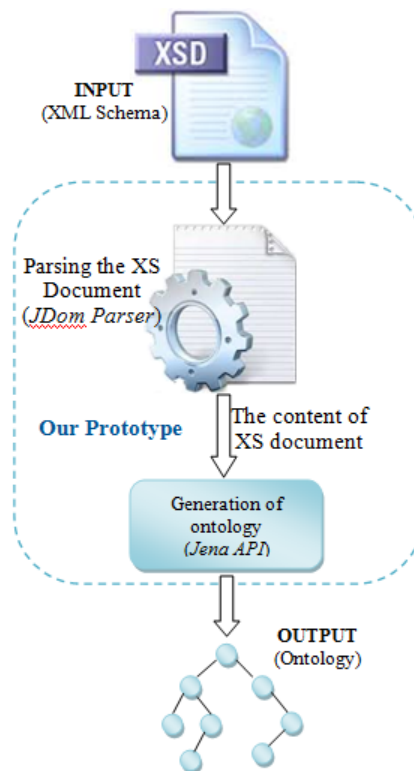 XSD
INPUT
(XML Schema)
Parsing the XS
Document
(JDom Parser)
Our Prototype
The content of
XS document
Generation of
ontology
(Jena API)
OUTPUT
(Ontology)